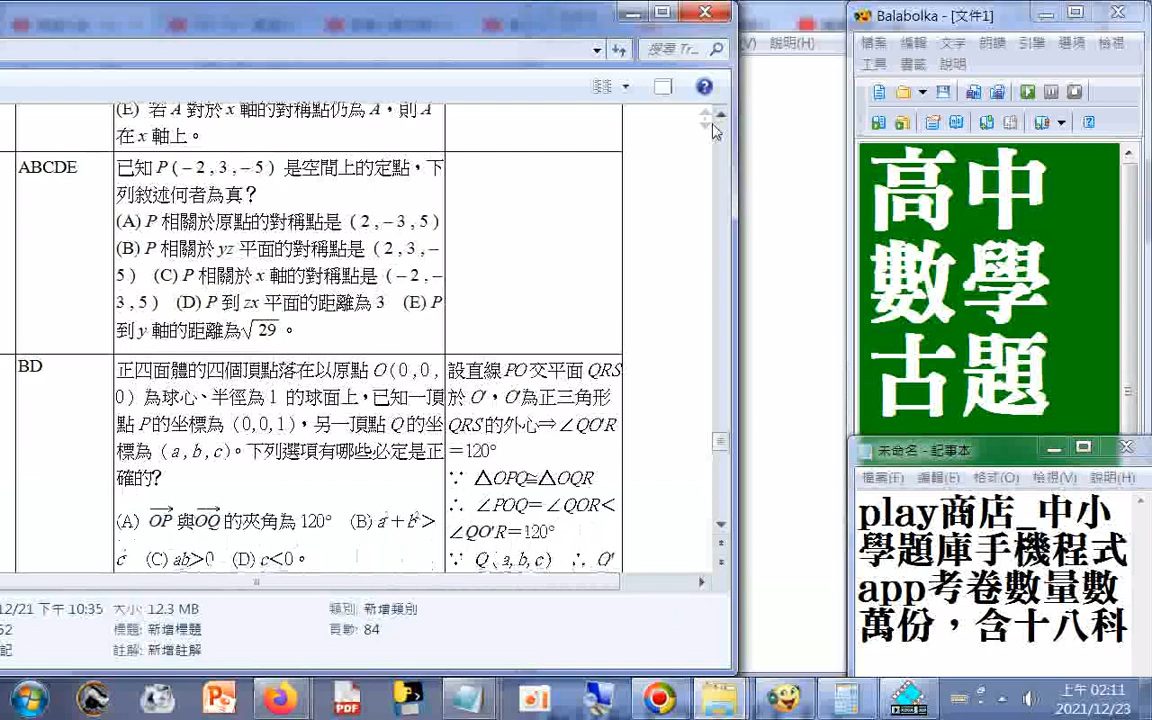 搜尋 Tr...
(V) 說明(H)
(E) 若 A 對於 x 軸的對稱點仍為 A，則 A
在 x 軸上。
ABCDE
已知 P(－2 , 3 ,－5 ) 是空間上的定點，下
列敘述何者為真？
(A) P 相關於原點的對稱點是 ( 2 ,－3 , 5 )
(B) P 相關於 yz 平面的對稱點是 ( 2 , 3 ,－
5 ) (C) P 相關於 x 軸的對稱點是 (－2 ,－
3 , 5 ) (D) P 到 zx 平面的距離為 3 (E) P
到 y 軸的距離為√29。
BD
正四面體的四個頂點落在以原點 O(0,0,
0) 為球心、半徑為 1 的球面上，已知一頂
點 P的坐標為 (0,0,1)，另一頂點 Q 的坐
標為 (a,b,c)。下列選項有哪些必定是正
確的?
(A) OP 與OQ 的夾角為 120° (B) a²＋b²＞
c² (C) ab＞0 (D) c＜0。
設直線 PO交平面 QRS
於 O′，O′為正三角形
QRS的外心⇒∠QO′R
＝120°
∵ △OPQ≅△OQR
∴ ∠POQ＝∠QOR＜
∠QO′R＝120°
∵ Q(a,b,c) ∴ O′
12/21 下午 10:35 大小: 12.3 MB 類別: 新增類別
52 標題: 新增標題 頁數: 84
記 註解: 新增註解
Balabolka - [文件1]
檔案 編輯 文字 朗讀 引擎 選項 檢視
工具 書籤 說明
高中
數學
古題
未命名 - 記事本
檔案(F) 編輯(E) 格式(O) 檢視(V) 說明(H)
play商店_中小
學題庫手機程式
app考卷數量數
萬份，含十八科
上午 02:11
2021/12/23